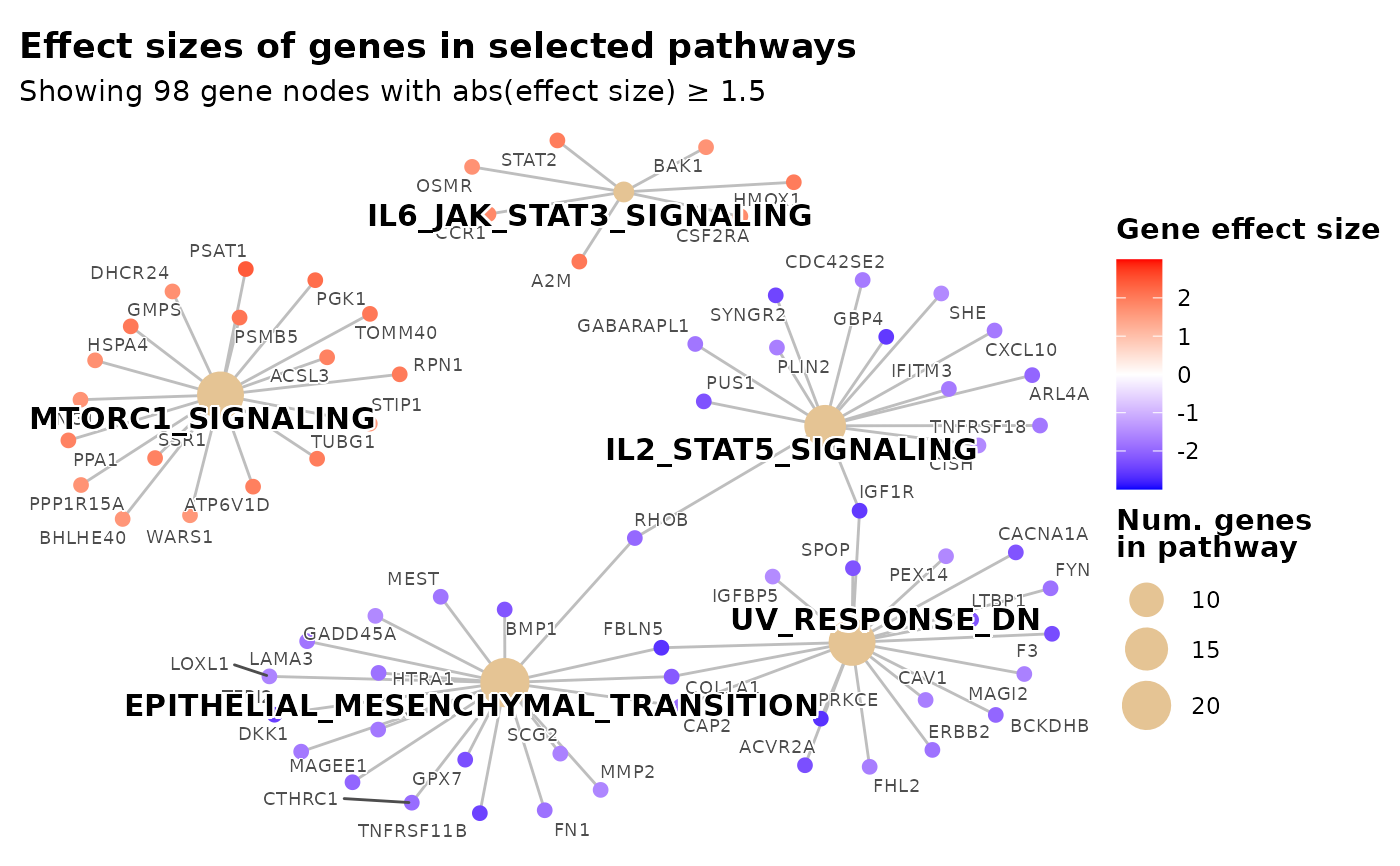 Effect sizes of genes in selected pathways
Showing 98 gene nodes with abs(effect size) ≥ 1.5
STAT2
BAK1
OSMR
HMOX1
IL6_JAK_STAT3_SIGNALING
CCR1
CSF2RA
A2M
PSAT1
DHCR24
GMPS
PGK1
PSMB5
TOMM40
HSPA4
ACSL3
RPN1
STIP1
MTORC1_SIGNALING
SSR1
TUBG1
PPA1
PPP1R15A
ATP6V1D
BHLHE40
WARS1
CDC42SE2
SYNGR2
GBP4
SHE
GABARAPL1
PLIN2
CXCL10
PUS1
IFITM3
ARL4A
TNFRSF18
IL2_STAT5_SIGNALING
CISH
IGF1R
RHOB
SPOP
PEX14
CACNA1A
FYN
IGFBP5
LTBP1
UV_RESPONSE_DN
F3
MEST
BMP1
FBLN5
GADD45A
LOXL1
LAMA3
HTRA1
COL1A1
CAV1
MAGI2
PRKCE
EPITHELIAL_MESENCHYMAL_TRANSITION
CAP2
BCKDHB
DKK1
SCG2
ACVR2A
ERBB2
MAGEE1
GPX7
MMP2
FHL2
CTHRC1
TNFRSF11B
FN1
Gene effect size
2
1
0
-1
-2
Num. genes
in pathway
10
15
20